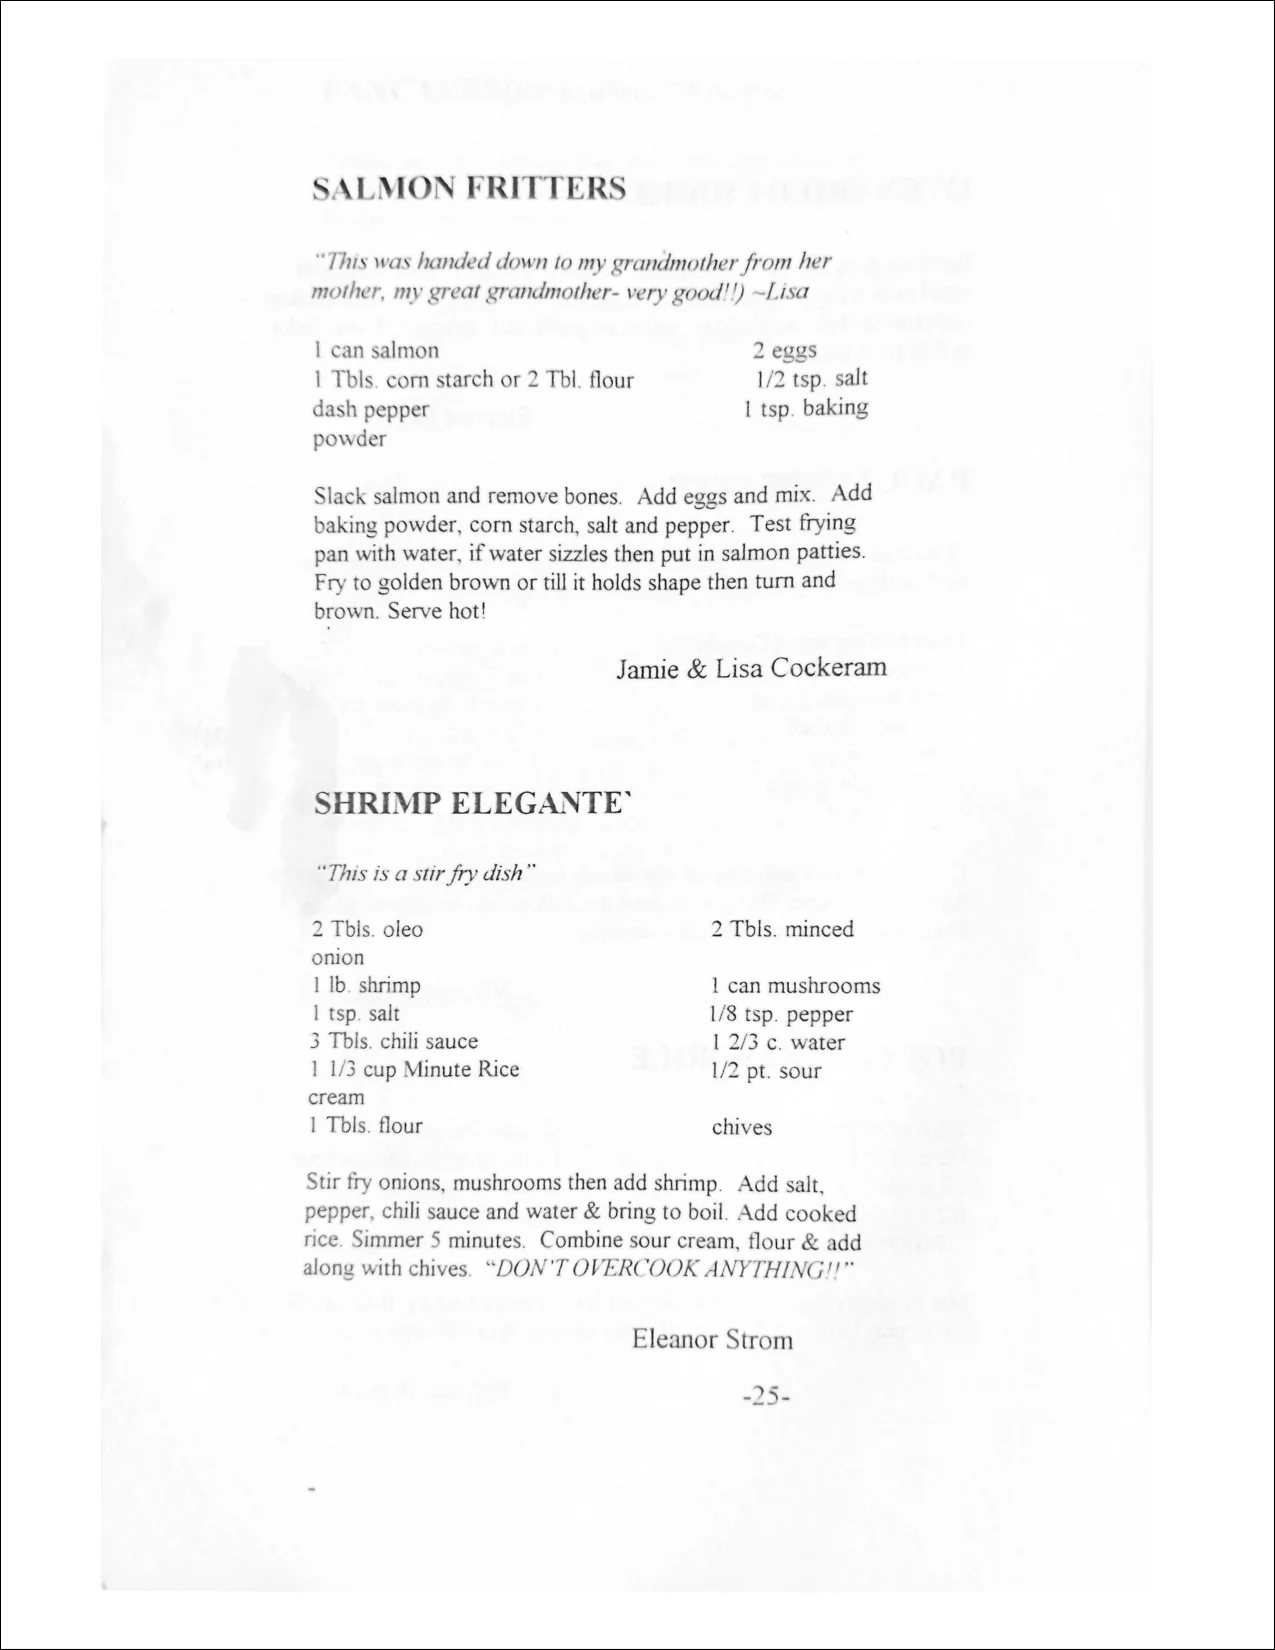 SALMON FRITTERS
"This was handed down to my grandmother from her
mother, my great grandmother- very good!!) ~Lisa
1 can salmon 2 eggs
1 Tbls. corn starch or 2 Tbl. flour 1/2 tsp. salt
dash pepper 1 tsp. baking
powder
Slack salmon and remove bones. Add eggs and mix. Add
baking powder, corn starch, salt and pepper. Test frying
pan with water, if water sizzles then put in salmon patties.
Fry to golden brown or till it holds shape then turn and
brown. Serve hot!
Jamie & Lisa Cockeram
SHRIMP ELEGANTE`
"This is a stir fry dish"
2 Tbls. oleo 2 Tbls. minced
onion
1 lb. shrimp 1 can mushrooms
1 tsp. salt 1/8 tsp. pepper
3 Tbls. chili sauce 1 2/3 c. water
1 1/3 cup Minute Rice 1/2 pt. sour
cream
1 Tbls. flour chives
Stir fry onions, mushrooms then add shrimp. Add salt,
pepper, chili sauce and water & bring to boil. Add cooked
rice. Simmer 5 minutes. Combine sour cream, flour & add
along with chives. "DON'T OVERCOOK ANYTHING!!"
Eleanor Strom
-25-